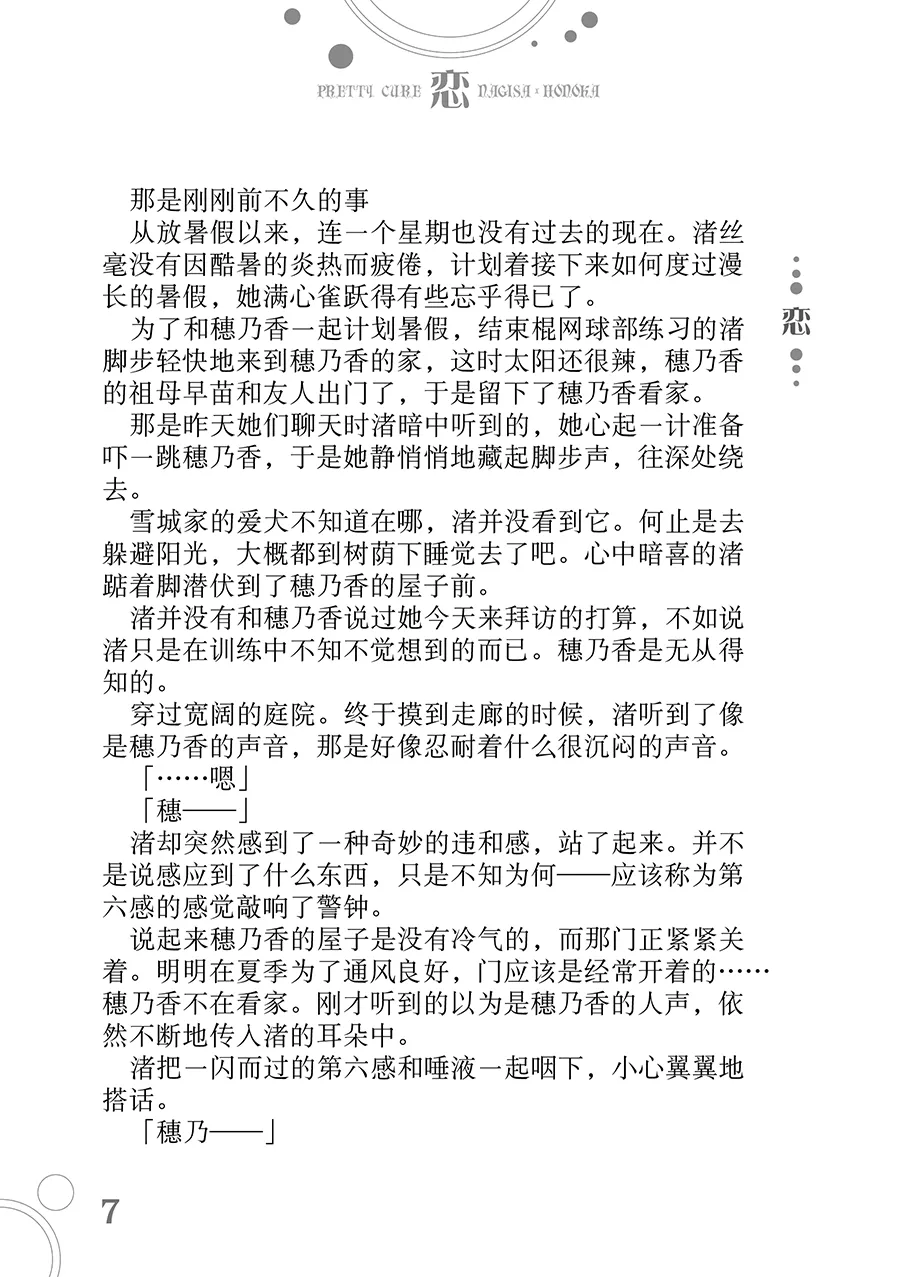 PRETTY CURE 恋 NAGISA × HONOKA
那是刚刚前不久的事
从放暑假以来，连一个星期也没有过去的现在。渚丝
毫没有因酷暑的炎热而疲倦，计划着接下来如何度过漫
长的暑假，她满心雀跃得有些忘乎得已了。
为了和穗乃香一起计划暑假，结束棍网球部练习的渚
脚步轻快地来到穗乃香的家，这时太阳还很辣，穗乃香
的祖母早苗和友人出门了，于是留下了穗乃香看家。
那是昨天她们聊天时渚暗中听到的，她心起一计准备
吓一跳穗乃香，于是她静悄悄地藏起脚步声，往深处绕
去。
雪城家的爱犬不知道在哪，渚并没看到它。何止是去
躲避阳光，大概都到树荫下睡觉去了吧。心中暗喜的渚
踮着脚潜伏到了穗乃香的屋子前。
渚并没有和穗乃香说过她今天来拜访的打算，不如说
渚只是在训练中不知不觉想到的而已。穗乃香是无从得
知的。
穿过宽阔的庭院。终于摸到走廊的时候，渚听到了像
是穗乃香的声音，那是好像忍耐着什么很沉闷的声音。
「……嗯」
「穗——」
渚却突然感到了一种奇妙的违和感，站了起来。并不
是说感应到了什么东西，只是不知为何——应该称为第
六感的感觉敲响了警钟。
说起来穗乃香的屋子是没有冷气的，而那门正紧紧关
着。明明在夏季为了通风良好，门应该是经常开着的……
穗乃香不在看家。刚才听到的以为是穗乃香的人声，依
然不断地传入渚的耳朵中。
渚把一闪而过的第六感和唾液一起咽下，小心翼翼地
搭话。
「穗乃——」
恋
7